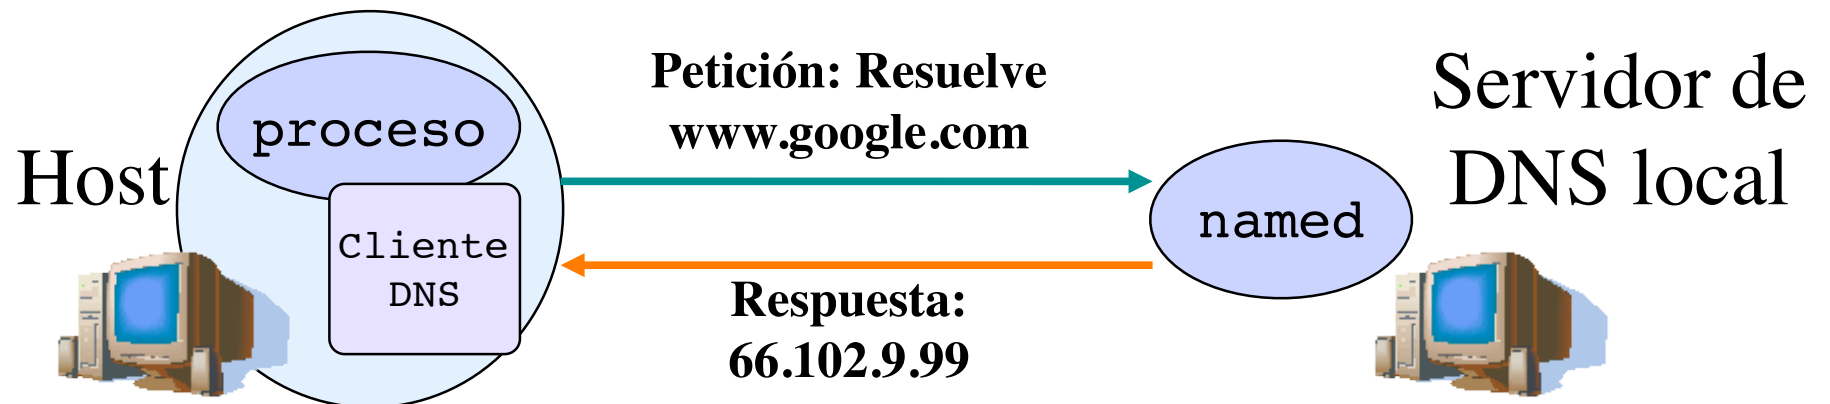 Host
proceso
Cliente
DNS
Petición: Resuelve
www.google.com
Respuesta:
66.102.9.99
named
Servidor de
DNS local